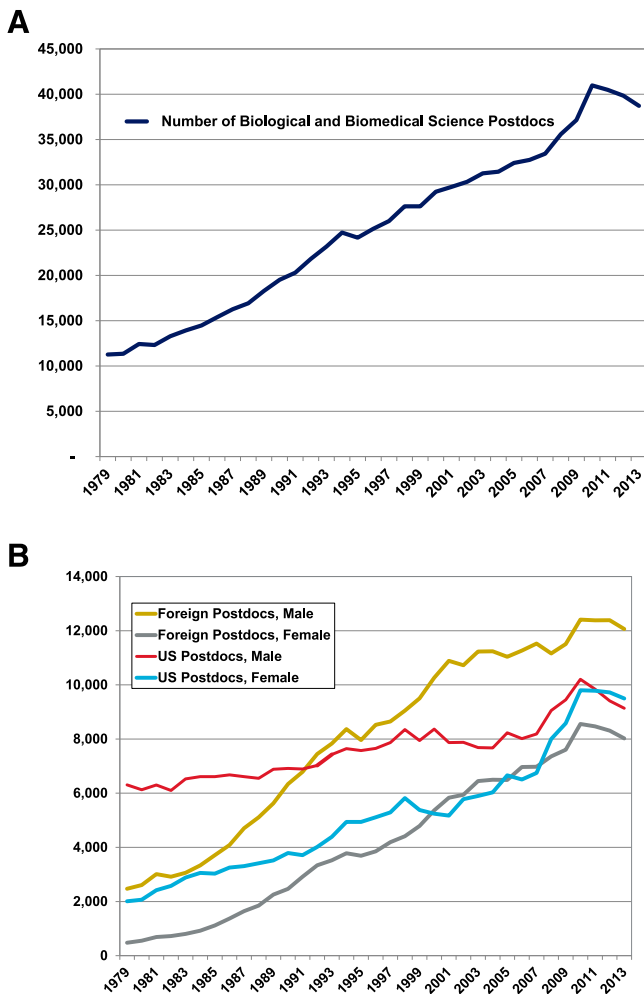 A
45,000
40,000
35,000
30,000
25,000
20,000
15,000
10,000
5,000
-
Number of Biological and Biomedical Science Postdocs
1979 1981 1983 1985 1987 1989 1991 1993 1995 1997 1999 2001 2003 2005 2007 2009 2011 2013
B
14,000
12,000
10,000
8,000
6,000
4,000
2,000
0
Foreign Postdocs, Male
Foreign Postdocs, Female
US Postdocs, Male
US Postdocs, Female
1979 1981 1983 1985 1987 1989 1991 1993 1995 1997 1999 2001 2003 2005 2007 2009 2011 2013